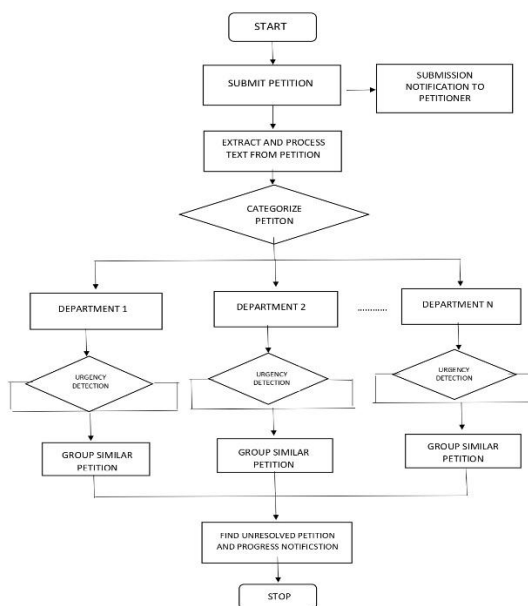 START
SUBMIT PETITION
SUBMISSION
NOTIFICATION TO
PETITIONER
EXTRACT AND PROCESS
TEXT FROM PETITION
CATEGORIZE
PETITON
DEPARTMENT 1
DEPARTMENT 2
............
DEPARTMENT N
URGENCY
DETECTION
URGENCY
DETECTION
URGENCY
DETECTION
GROUP SIMILAR
PETITION
GROUP SIMILAR
PETITION
GROUP SIMILAR
PETITION
FIND UNRESOLVED PETITION
AND PROGRESS NOTIFICSTION
STOP